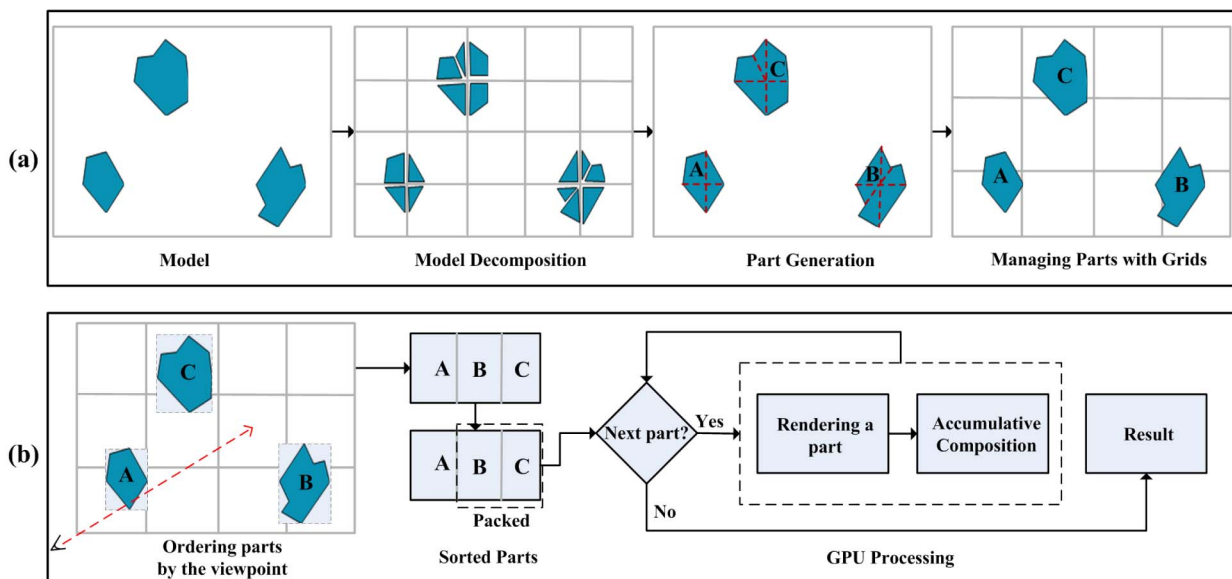 (a)
C
A
B
C
A
B
Model
Model Decomposition
Part Generation
Managing Parts with Grids
(b)
C
A
B
A B C
A B C
Packed
Next part?
Yes
No
Rendering a
part
Accumulative
Composition
Result
Ordering parts
by the viewpoint
Sorted Parts
GPU Processing